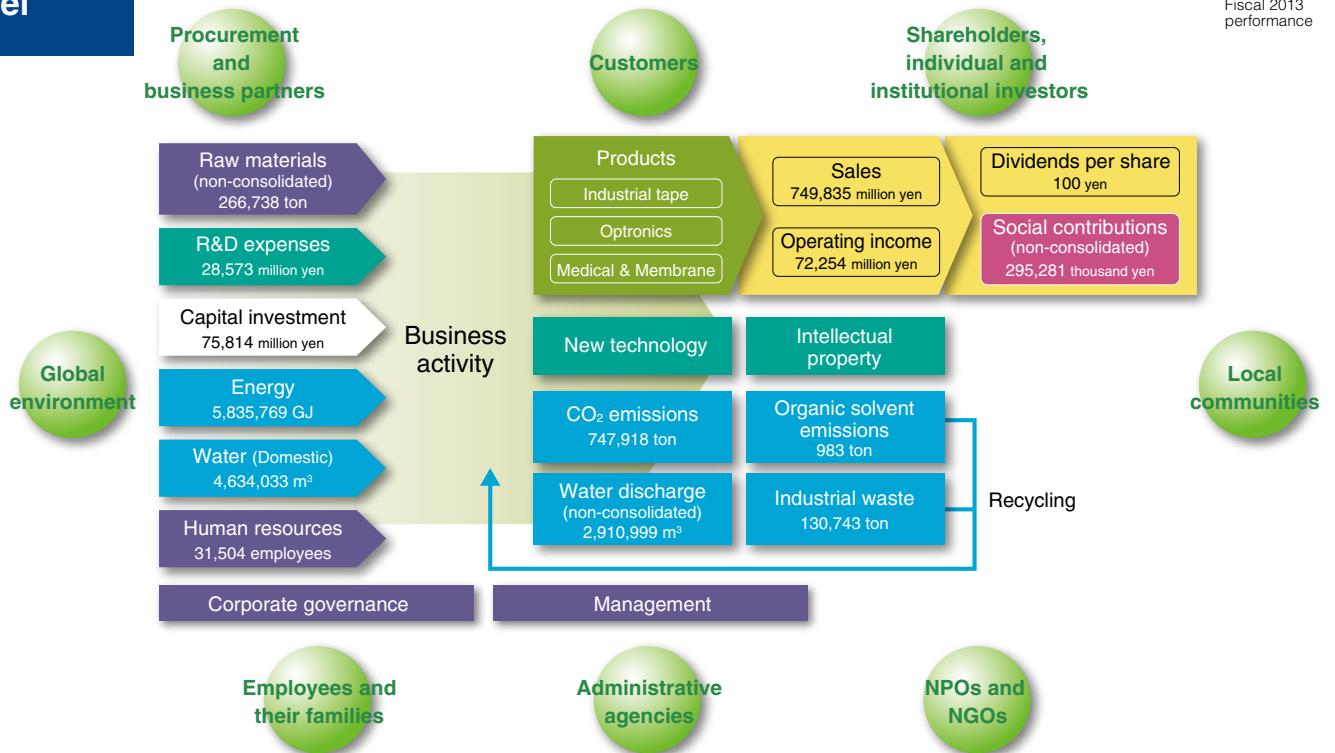 Fiscal 2013
performance
Procurement
and
business partners
Customers
Shareholders,
individual and
institutional investors
Raw materials
(non-consolidated)
266,738 ton
R&D expenses
28,573 million yen
Capital investment
75,814 million yen
Energy
5,835,769 GJ
Water (Domestic)
4,634,033 m³
Human resources
31,504 employees
Global
environment
Business
activity
Products
Industrial tape
Optronics
Medical & Membrane
Sales
749,835 million yen
Operating income
72,254 million yen
Dividends per share
100 yen
Social contributions
(non-consolidated)
295,281 thousand yen
New technology
Intellectual
property
CO₂ emissions
747,918 ton
Organic solvent
emissions
983 ton
Water discharge
(non-consolidated)
2,910,999 m³
Industrial waste
130,743 ton
Recycling
Local
communities
Corporate governance
Management
Employees and
their families
Administrative
agencies
NPOs and
NGOs